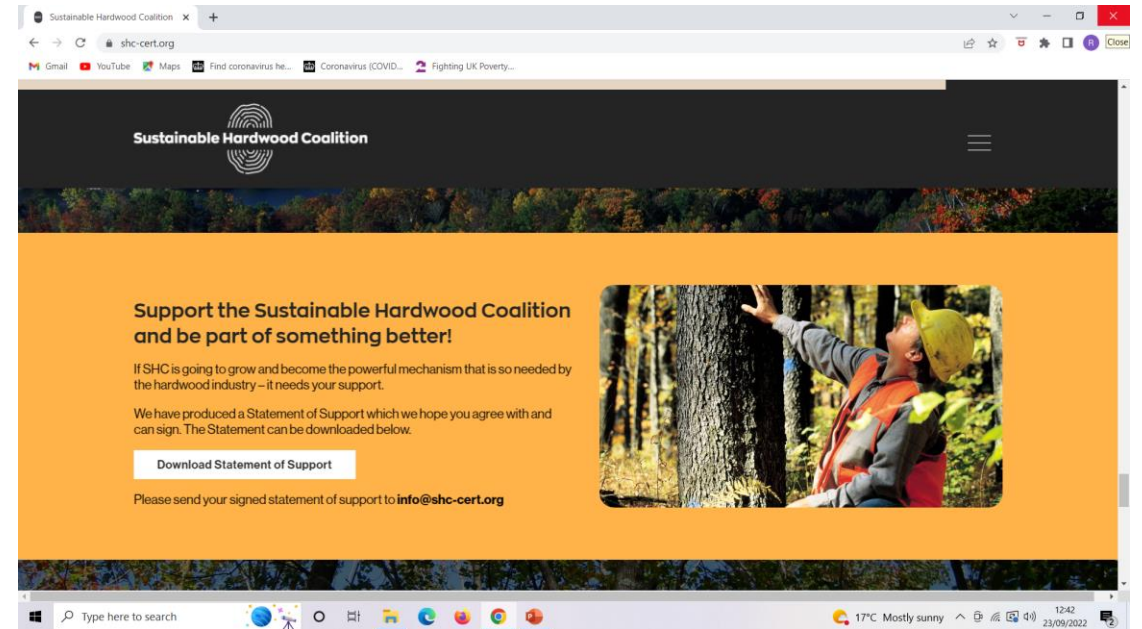 Sustainable Hardwood Coalition
shc-cert.org
R
Close
Gmail
YouTube
Maps
Find coronavirus he...
Coronavirus (COVID...
Fighting UK Poverty...
Sustainable Hardwood Coalition
Support the Sustainable Hardwood Coalition
and be part of something better!
If SHC is going to grow and become the powerful mechanism that is so needed by
the hardwood industry – it needs your support.
We have produced a Statement of Support which we hope you agree with and
can sign. The Statement can be downloaded below.
Download Statement of Support
Please send your signed statement of support to info@shc-cert.org
Type here to search
17°C Mostly sunny
12:42
23/09/2022
2